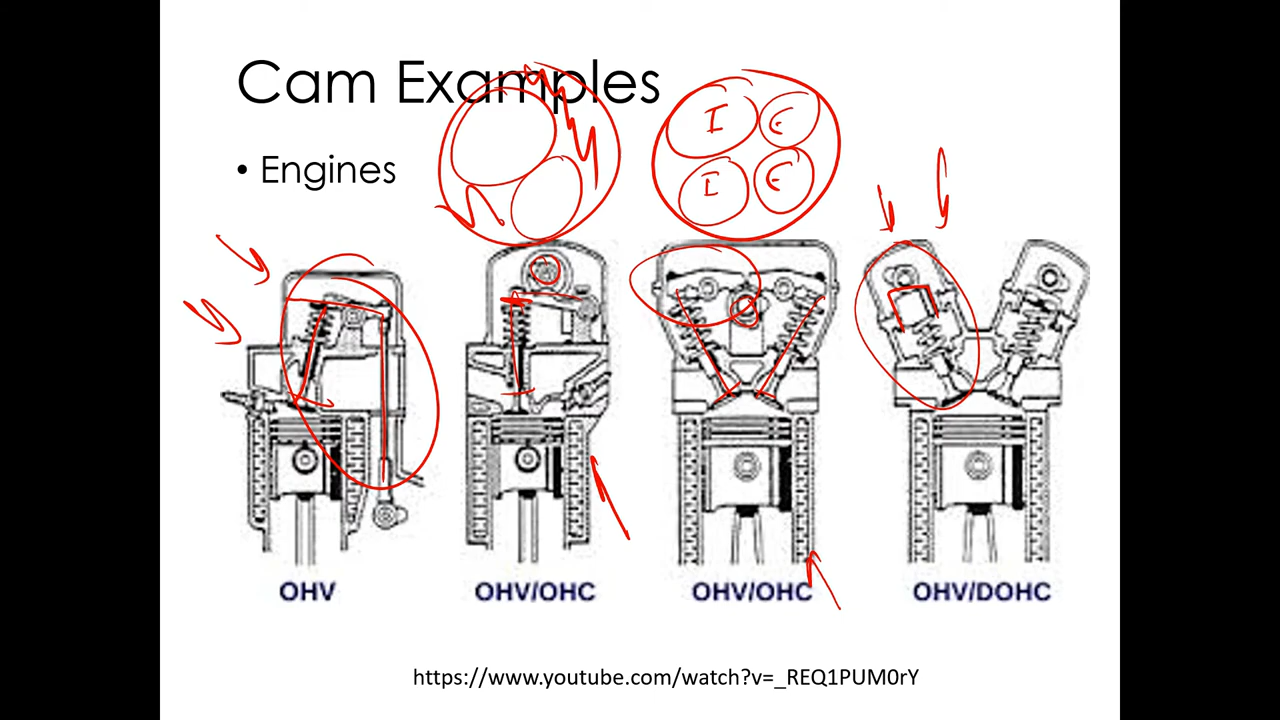 Cam Examples
• Engines
I E
I E
OHV OHV/OHC OHV/OHC OHV/DOHC
https://www.youtube.com/watch?v=_REQ1PUM0rY